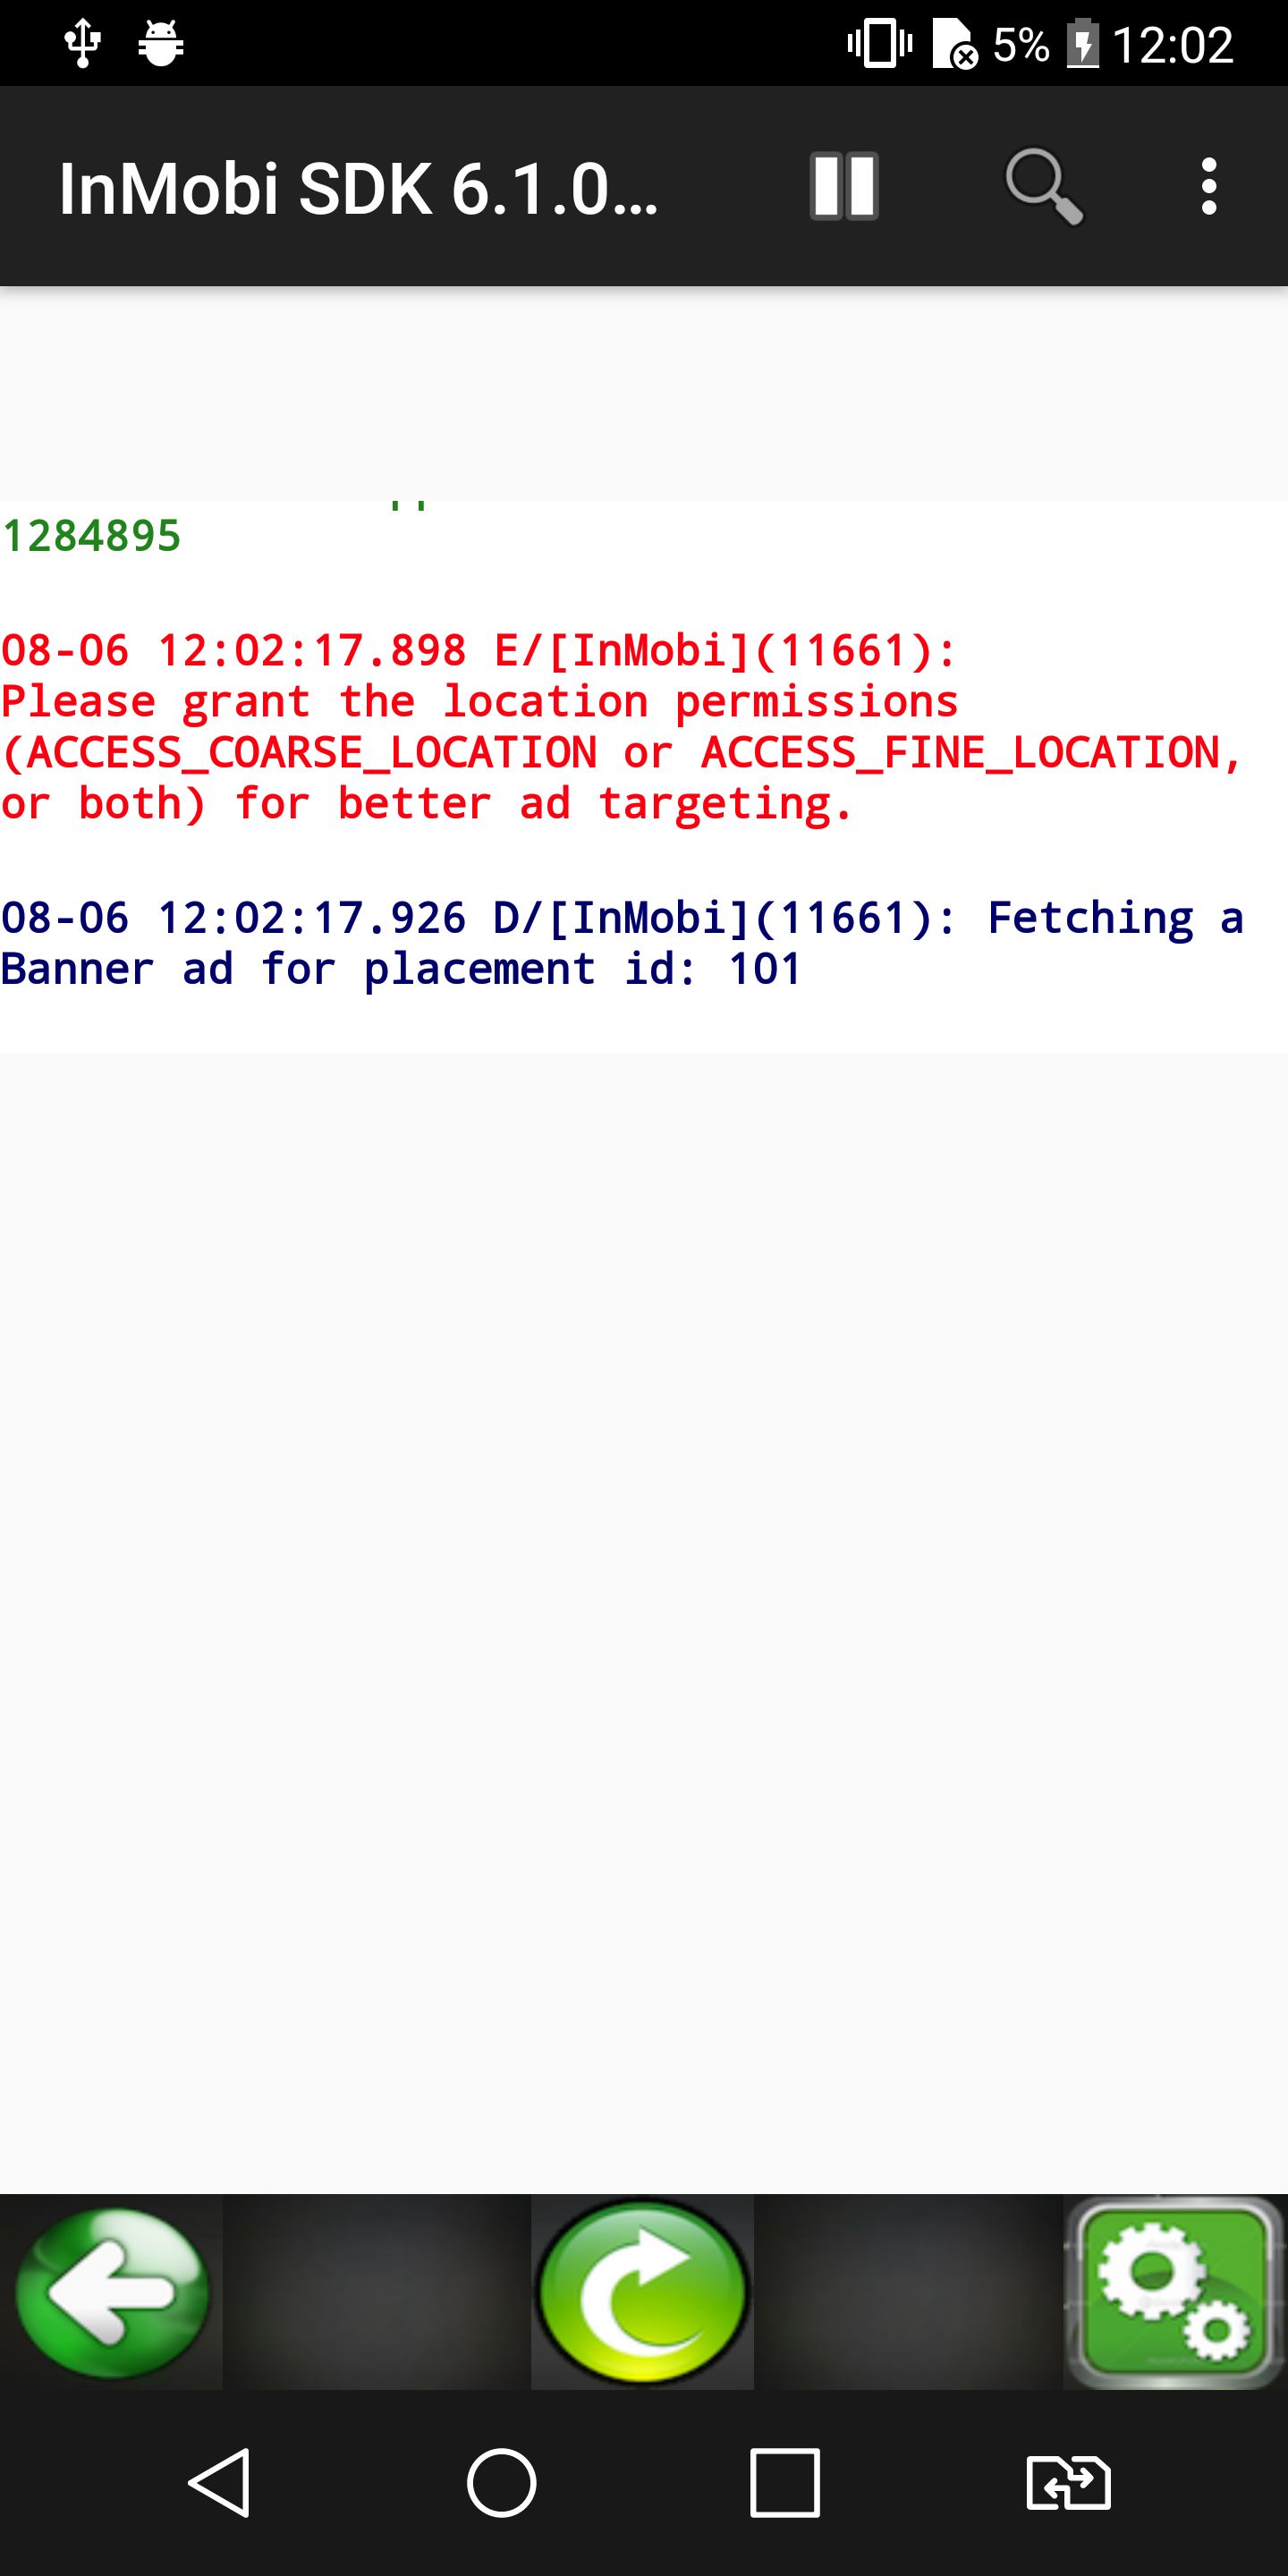 5% 12:02
InMobi SDK 6.1.0...
1284895
08-06 12:02:17.898 E/[InMobi](11661):
Please grant the location permissions
(ACCESS_COARSE_LOCATION or ACCESS_FINE_LOCATION,
or both) for better ad targeting.
08-06 12:02:17.926 D/[InMobi](11661): Fetching a
Banner ad for placement id: 101